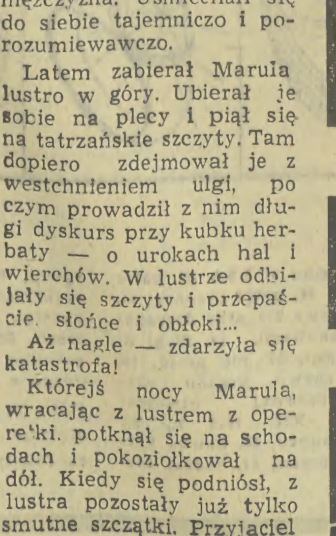 mężczyzna. Uśmiechali się
do siebie tajemniczo i po-
rozumiewawczo.
Latem zabierał Marula
lustro w góry. Ubierał je
sobie na plecy i piął się
na tatrzańskie szczyty. Tam
dopiero zdejmował je z
westchnieniem ulgi, po
czym prowadził z nim dłu-
gi dyskurs przy kubku her-
baty — o urokach hal i
wierchów. W lustrze odbi-
jały się szczyty i przepaś-
cie. słońce i obłoki...
Aż nagle — zdarzyła się
katastrofa!
Którejś nocy Marula,
wracając z lustrem z ope-
retki. potknął się na scho-
dach i pokoziołkował na
dół. Kiedy się podniósł, z
lustra pozostały już tylko
smutne szczątki. Przyjaciel